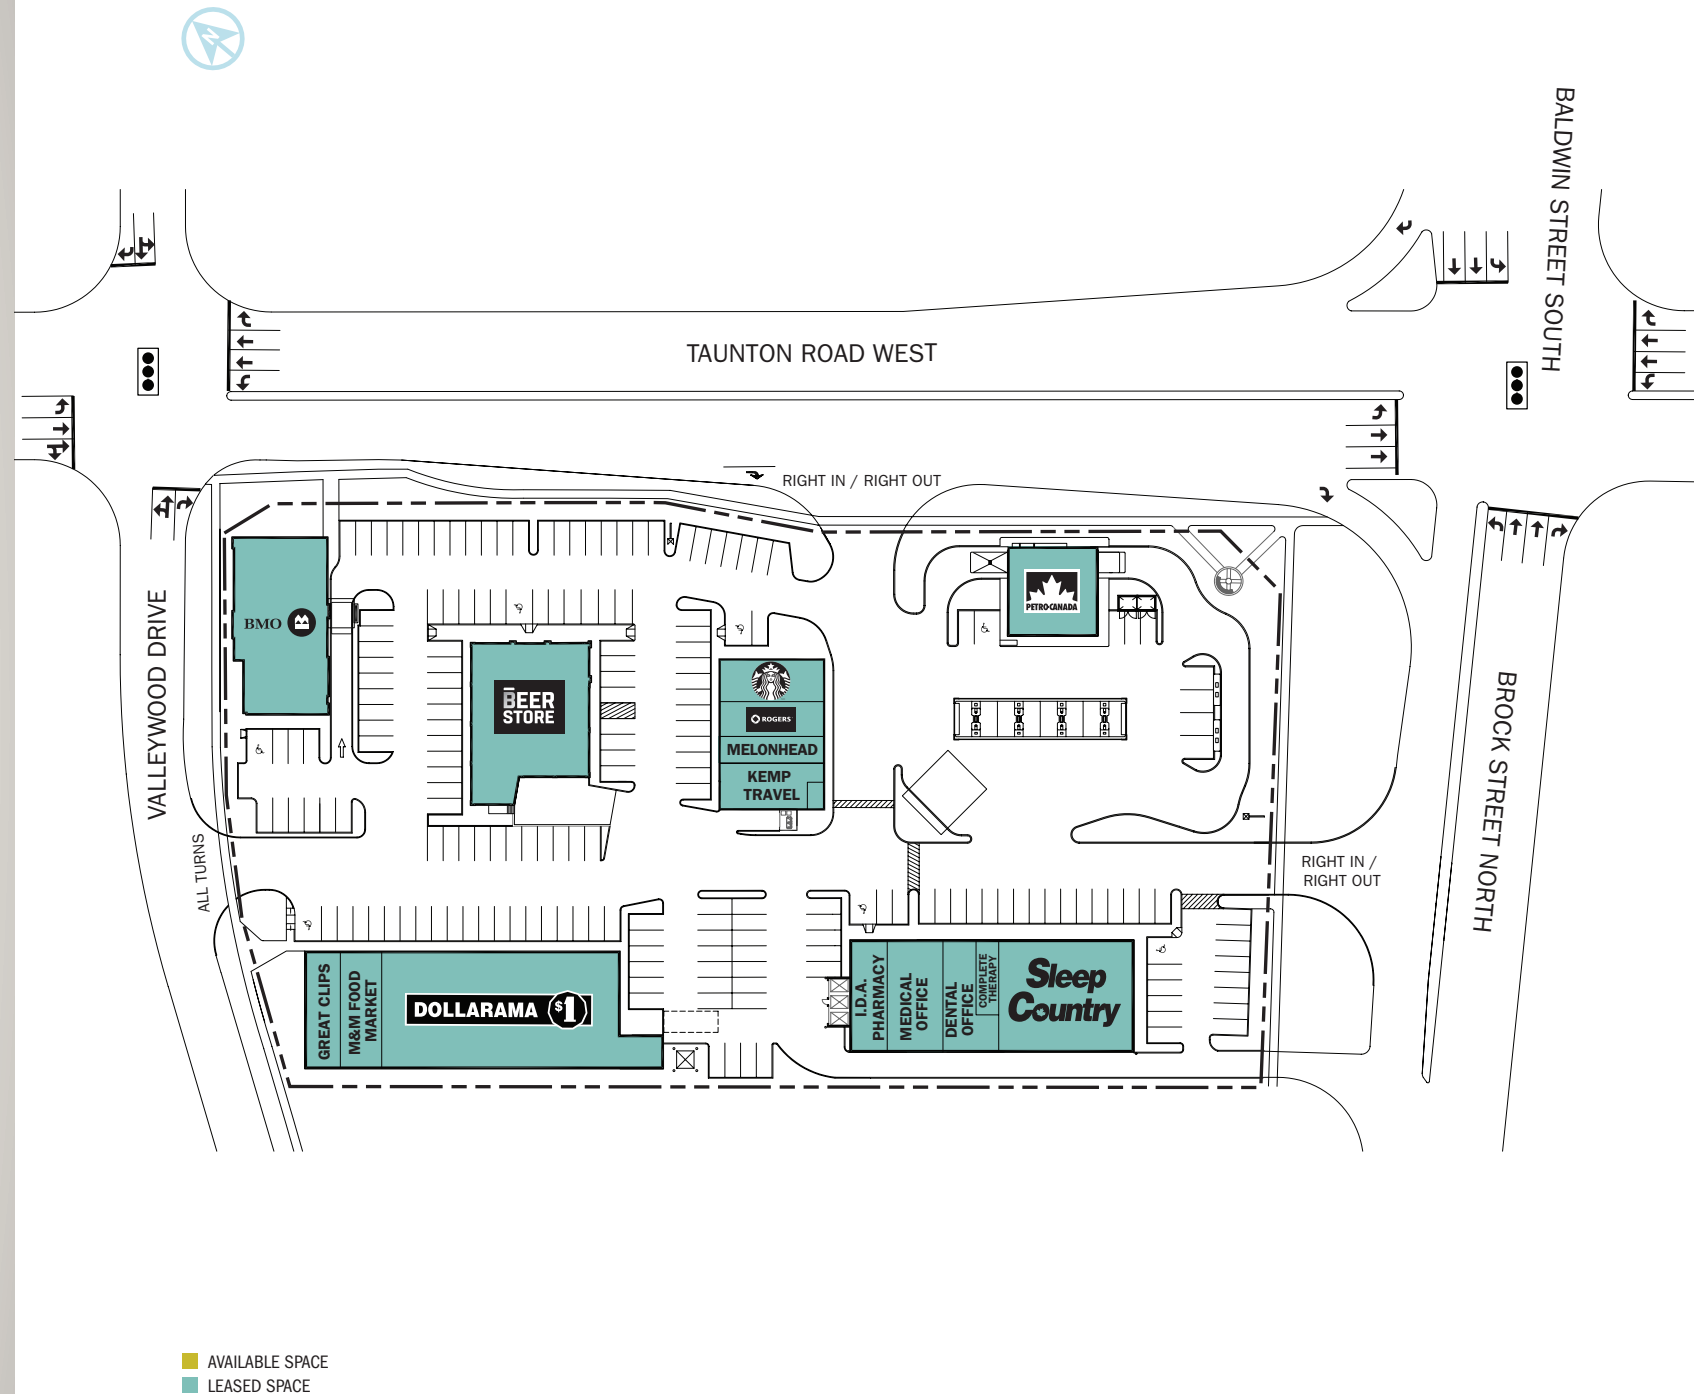 N
BALDWIN STREET SOUTH
TAUNTON ROAD WEST
RIGHT IN / RIGHT OUT
VALLEYWOOD DRIVE
ALL TURNS
BMO
BEER
STORE
ROGERS
MELONHEAD
KEMP
TRAVEL
PETRO-CANADA
BROCK STREET NORTH
RIGHT IN /
RIGHT OUT
GREAT CLIPS
M&M FOOD
MARKET
DOLLARAMA $1
I.D.A.
PHARMACY
MEDICAL
OFFICE
DENTAL
OFFICE
COMPLETE
THERAPY
Sleep
Country
AVAILABLE SPACE
LEASED SPACE